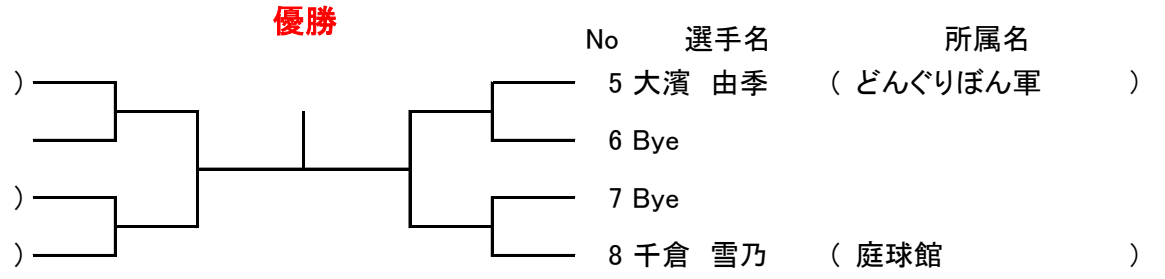 優勝
No 選手名 所属名
) 5 大濱 由季 ( どんぐりぽん軍 )
6 Bye
) 7 Bye
) 8 千倉 雪乃 ( 庭球館 )